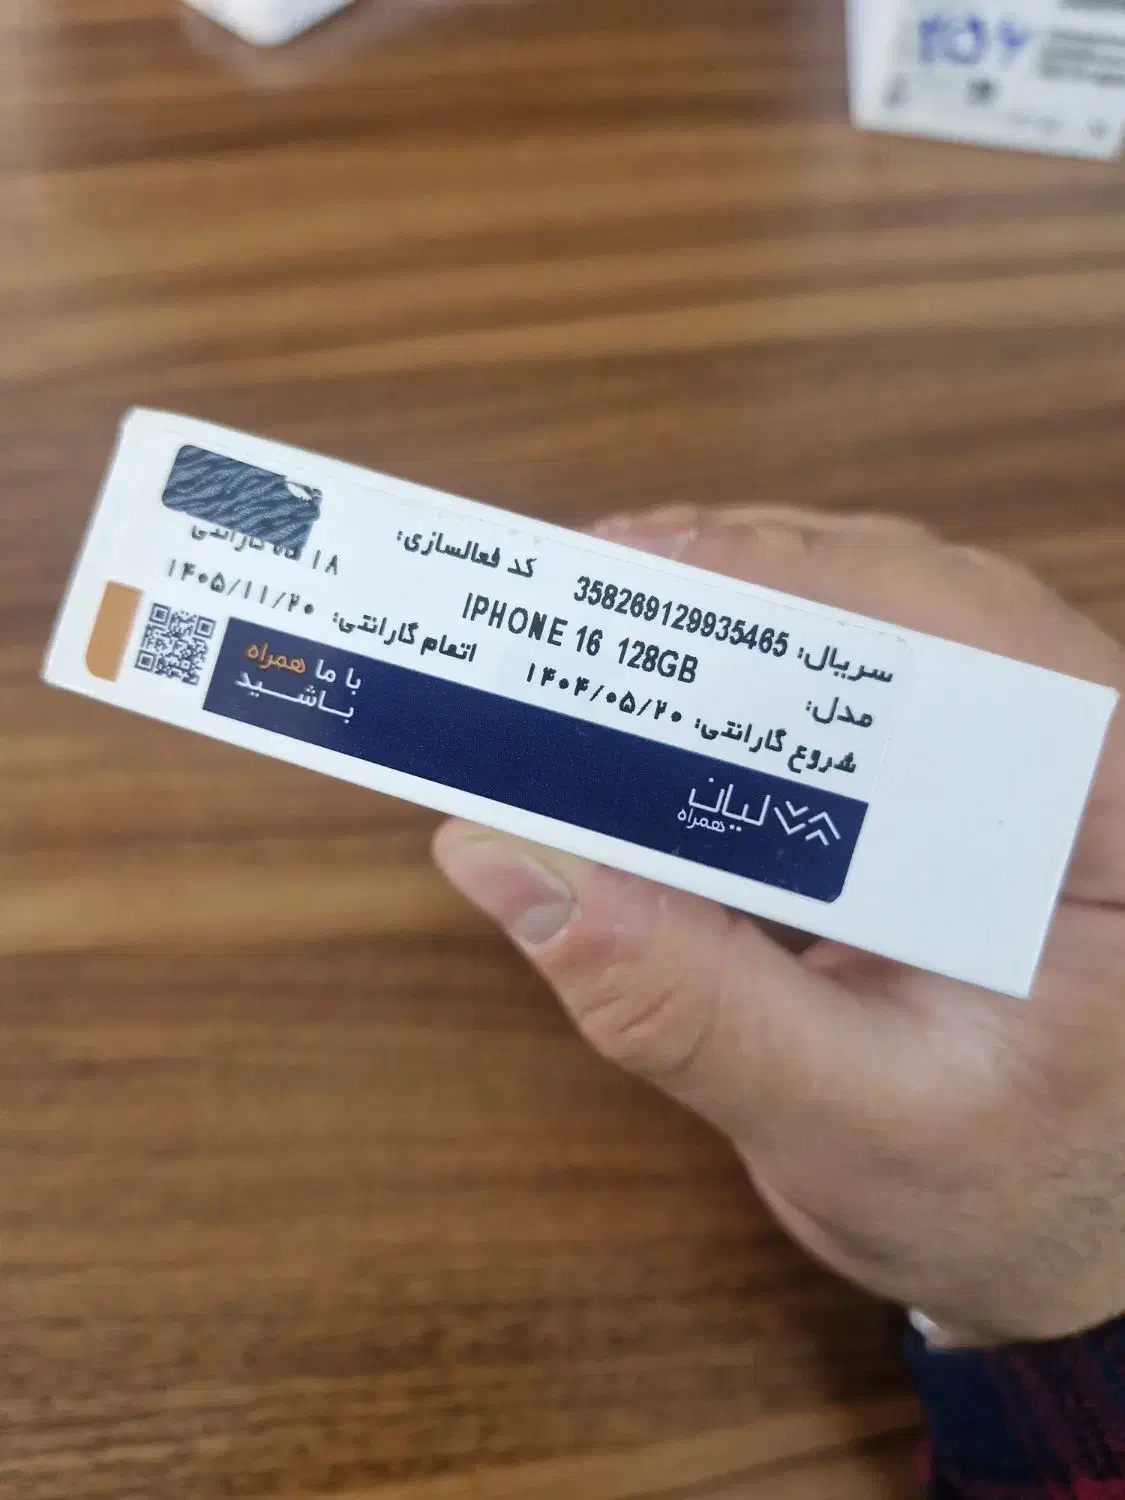 سریال: 358269129935465
کد فعالسازی:
مدل: IPHONE 16 128GB
۱۸ ماه گارانتی
شروع گارانتی: ۱۴۰۴/۰۵/۲۰
اتمام گارانتی: ۱۴۰۵/۱۱/۲۰
لیان
همراه
با ما همراه
باشید